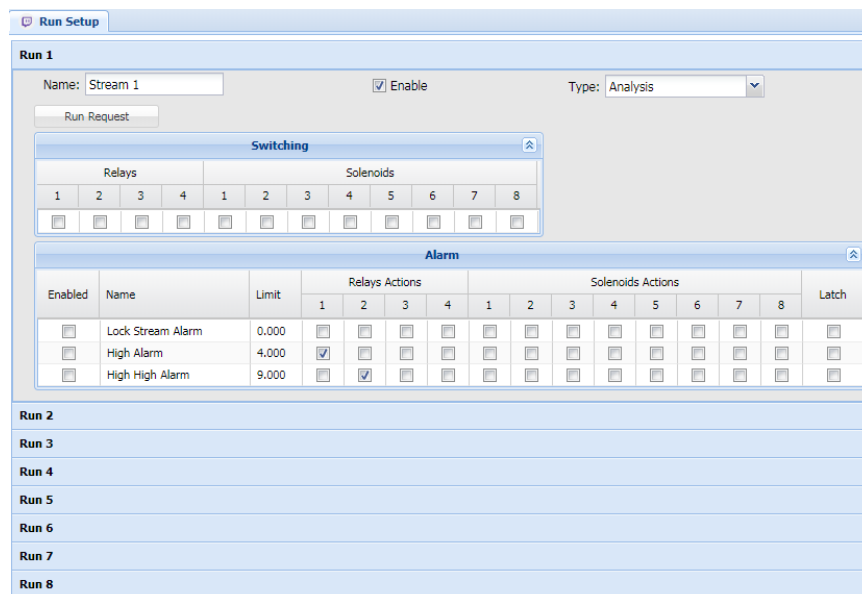 Run Setup
Run 1
Name: Stream 1 Enable Type: Analysis
Run Request
Switching
Relays Solenoids
1 2 3 4 1 2 3 4 5 6 7 8
Alarm
Enabled Name Limit Relays Actions Solenoids Actions Latch
1 2 3 4 1 2 3 4 5 6 7 8
Lock Stream Alarm 0.000
High Alarm 4.000
High High Alarm 9.000
Run 2
Run 3
Run 4
Run 5
Run 6
Run 7
Run 8